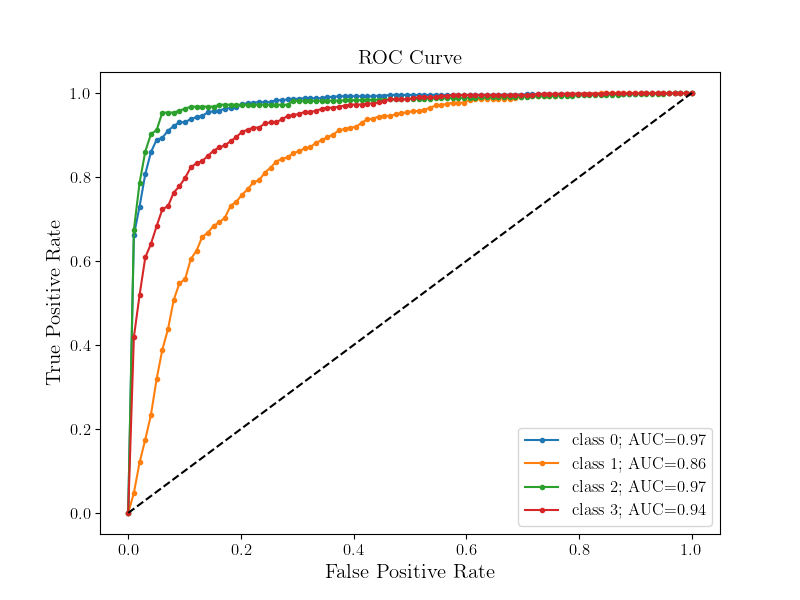 ROC Curve
True Positive Rate
1.0
0.8
0.6
0.4
0.2
0.0
class 0; AUC=0.97
class 1; AUC=0.86
class 2; AUC=0.97
class 3; AUC=0.94
0.0 0.2 0.4 0.6 0.8 1.0
False Positive Rate